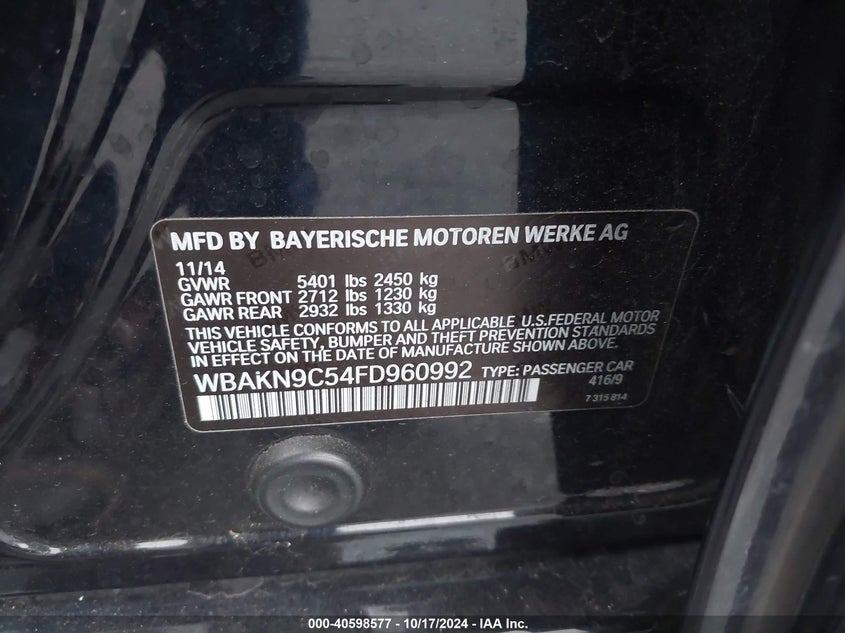 MFD BY BAYERISCHE MOTOREN WERKE AG
11/14
GVWR 5401 lbs 2450 kg
GAWR FRONT 2712 lbs 1230 kg
GAWR REAR 2932 lbs 1330 kg
THIS VEHICLE CONFORMS TO ALL APPLICABLE U.S.FEDERAL MOTOR
VEHICLE SAFETY, BUMPER AND THEFT PREVENTION STANDARDS
IN EFFECT ON THE DATE OF MANUFACTURE SHOWN ABOVE.
WBAKN9C54FD960992 TYPE: PASSENGER CAR
416/9
7 315 814
000-40598577 - 10/17/2024 - IAA Inc.